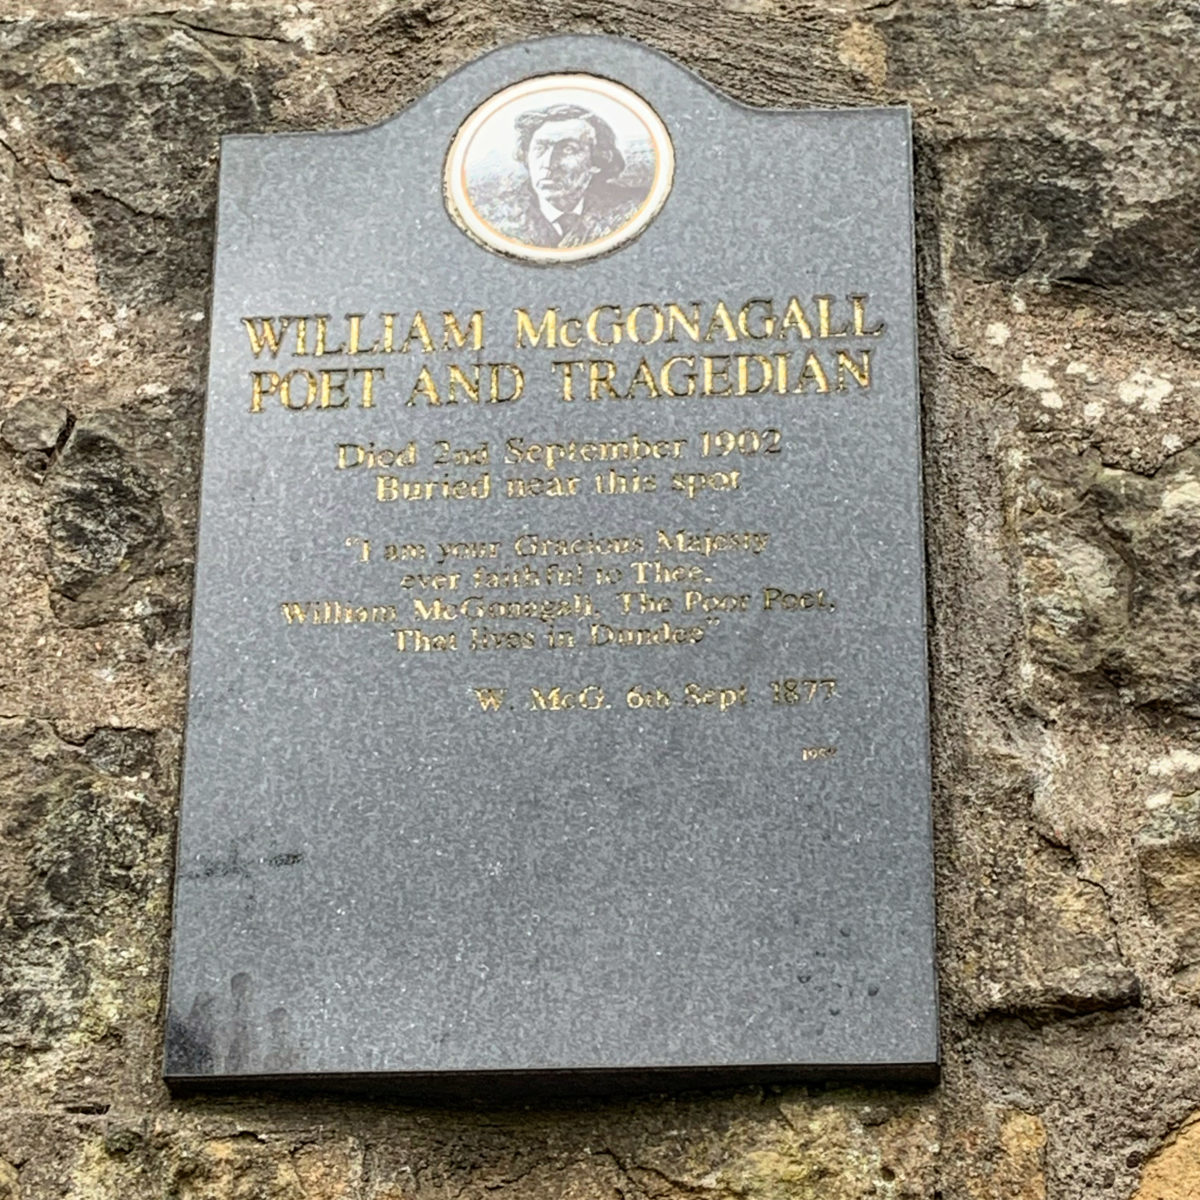 WILLIAM McGONAGALL
POET AND TRAGEDIAN
Died 2nd September 1902
Buried near this spot
"I am your Gracious Majesty
ever faithful to Thee,
William McGonagall, The Poor Poet,
That lives in Dundee"
W. McG. 6th Sept. 1877